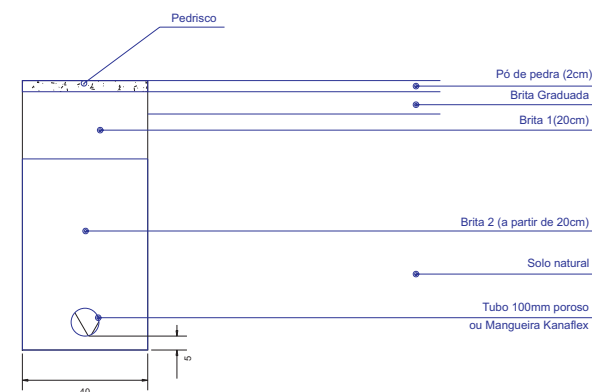 Pedrisco
Pó de pedra (2cm)
Brita Graduada
Brita 1(20cm)
Brita 2 (a partir de 20cm)
Solo natural
Tubo 100mm poroso
ou Mangueira Kanaflex
5
40